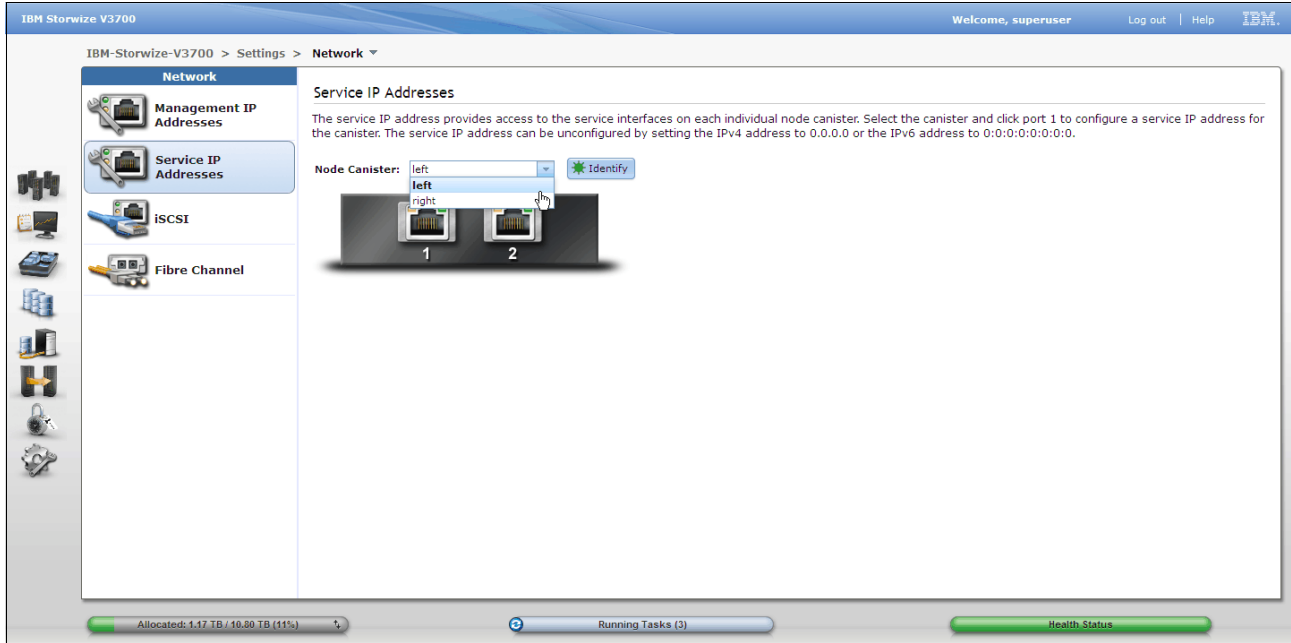 IBM Storwize V3700
Welcome, superuser
Log out | Help
IBM.
IBM-Storwize-V3700 > Settings > Network
Network
Management IP
Addresses
Service IP
Addresses
iSCSI
Fibre Channel
Service IP Addresses
The service IP address provides access to the service interfaces on each individual node canister. Select the canister and click port 1 to configure a service IP address for
the canister. The service IP address can be unconfigured by setting the IPv4 address to 0.0.0.0 or the IPv6 address to 0:0:0:0:0:0:0:0.
Node Canister: left
Identify
left
right
1 2
Allocated: 1.17 TB / 10.80 TB (11%)
Running Tasks (3)
Health Status